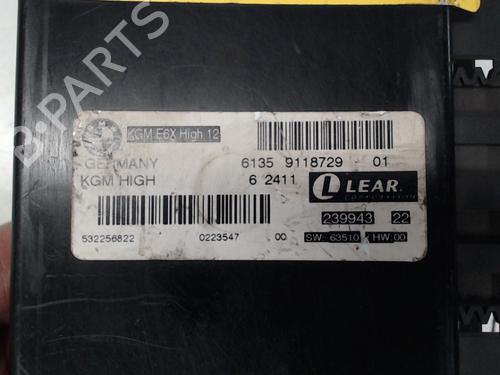 KGM E6X High 12
GERMANY 6135 9118729 01
KGM HIGH 6 2411
L LEAR.
CORPORATION
239943 22
532256822 0223547 00 SW 63510 HW 00
B-PARTS